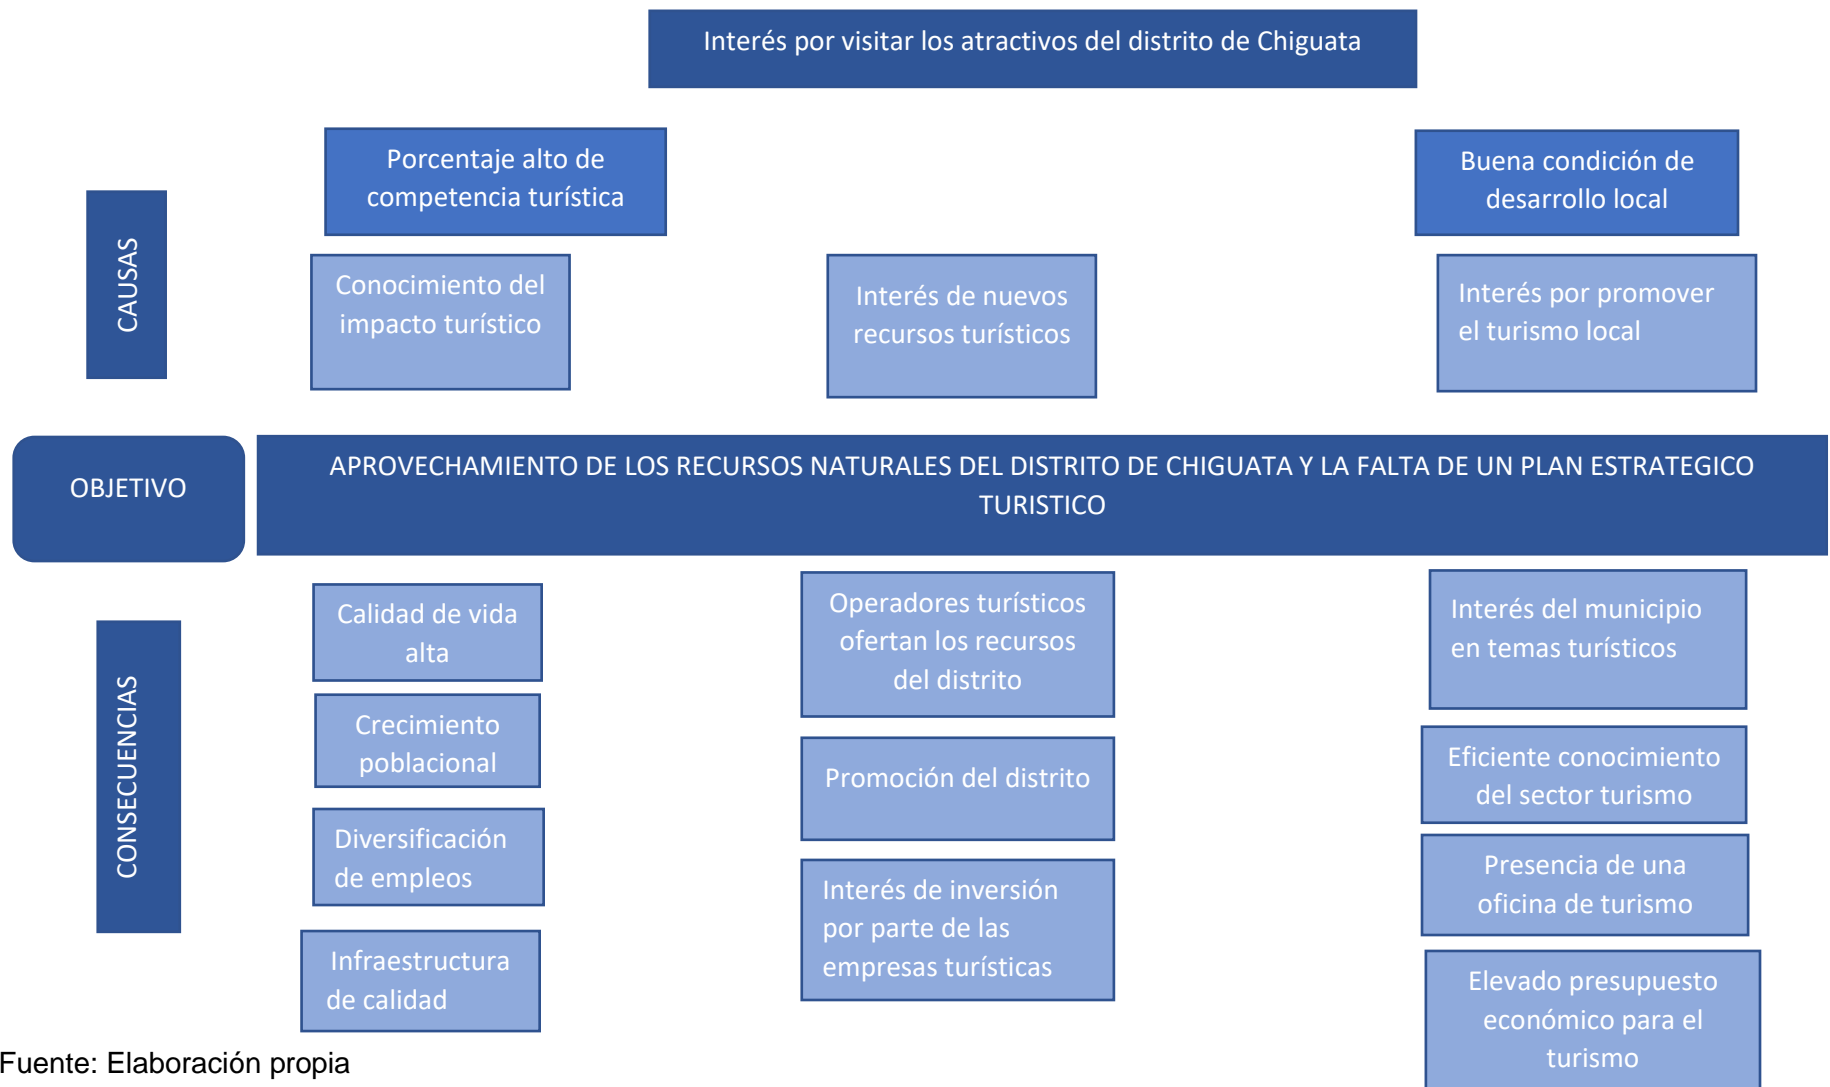 Interés por visitar los atractivos del distrito de Chiguata
CAUSAS
Porcentaje alto de
competencia turística
Buena condición de
desarrollo local
Conocimiento del
impacto turístico
Interés de nuevos
recursos turísticos
Interés por promover
el turismo local
OBJETIVO
APROVECHAMIENTO DE LOS RECURSOS NATURALES DEL DISTRITO DE CHIGUATA Y LA FALTA DE UN PLAN ESTRATEGICO
TURISTICO
CONSECUENCIAS
Calidad de vida
alta
Crecimiento
poblacional
Diversificación
de empleos
Infraestructura
de calidad
Operadores turísticos
ofertan los recursos
del distrito
Promoción del distrito
Interés de inversión
por parte de las
empresas turísticas
Interés del municipio
en temas turísticos
Eficiente conocimiento
del sector turismo
Presencia de una
oficina de turismo
Elevado presupuesto
económico para el
turismo
Fuente: Elaboración propia